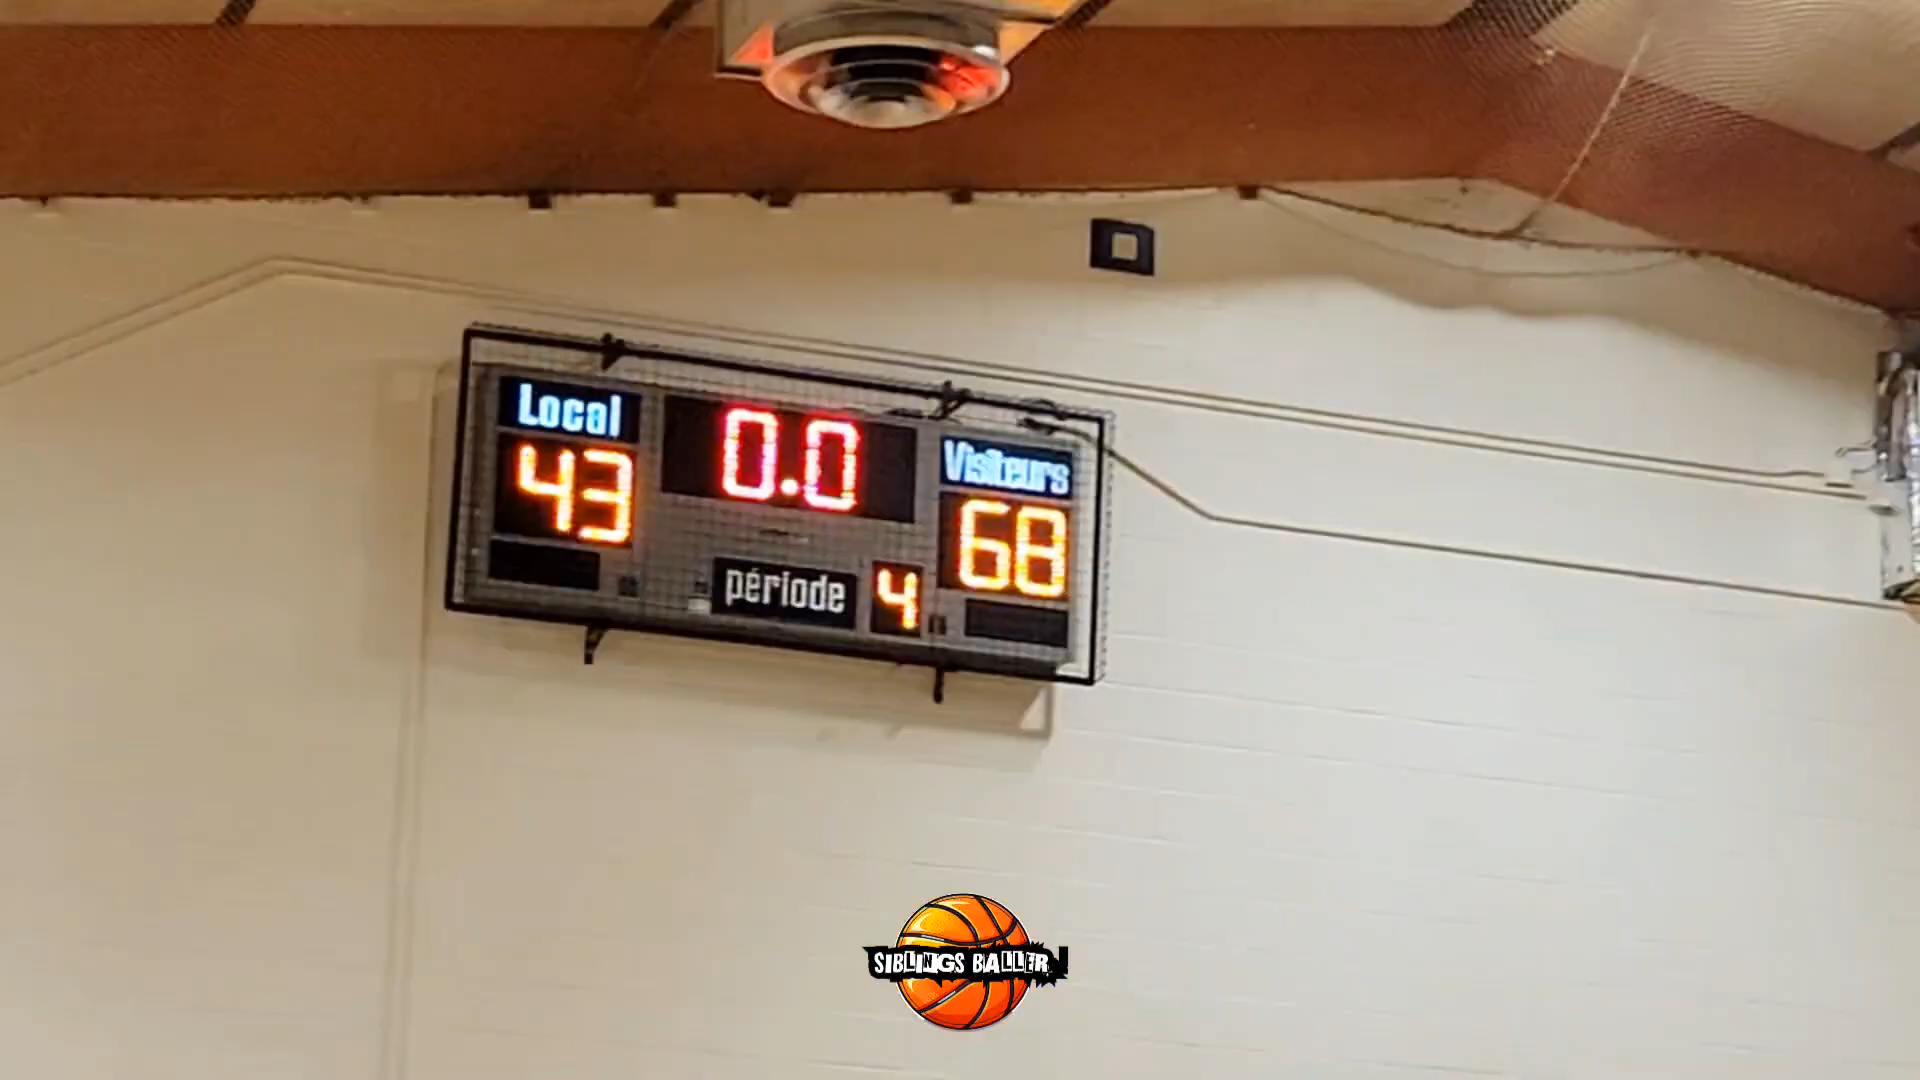 Local
0.0
Visiteurs
43
68
période 4
SIBLINGS BALLER